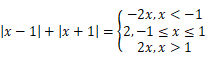 |x − 1| + |x + 1| = { −2x, x < −1
2, −1 ≤ x ≤ 1
2x, x > 1